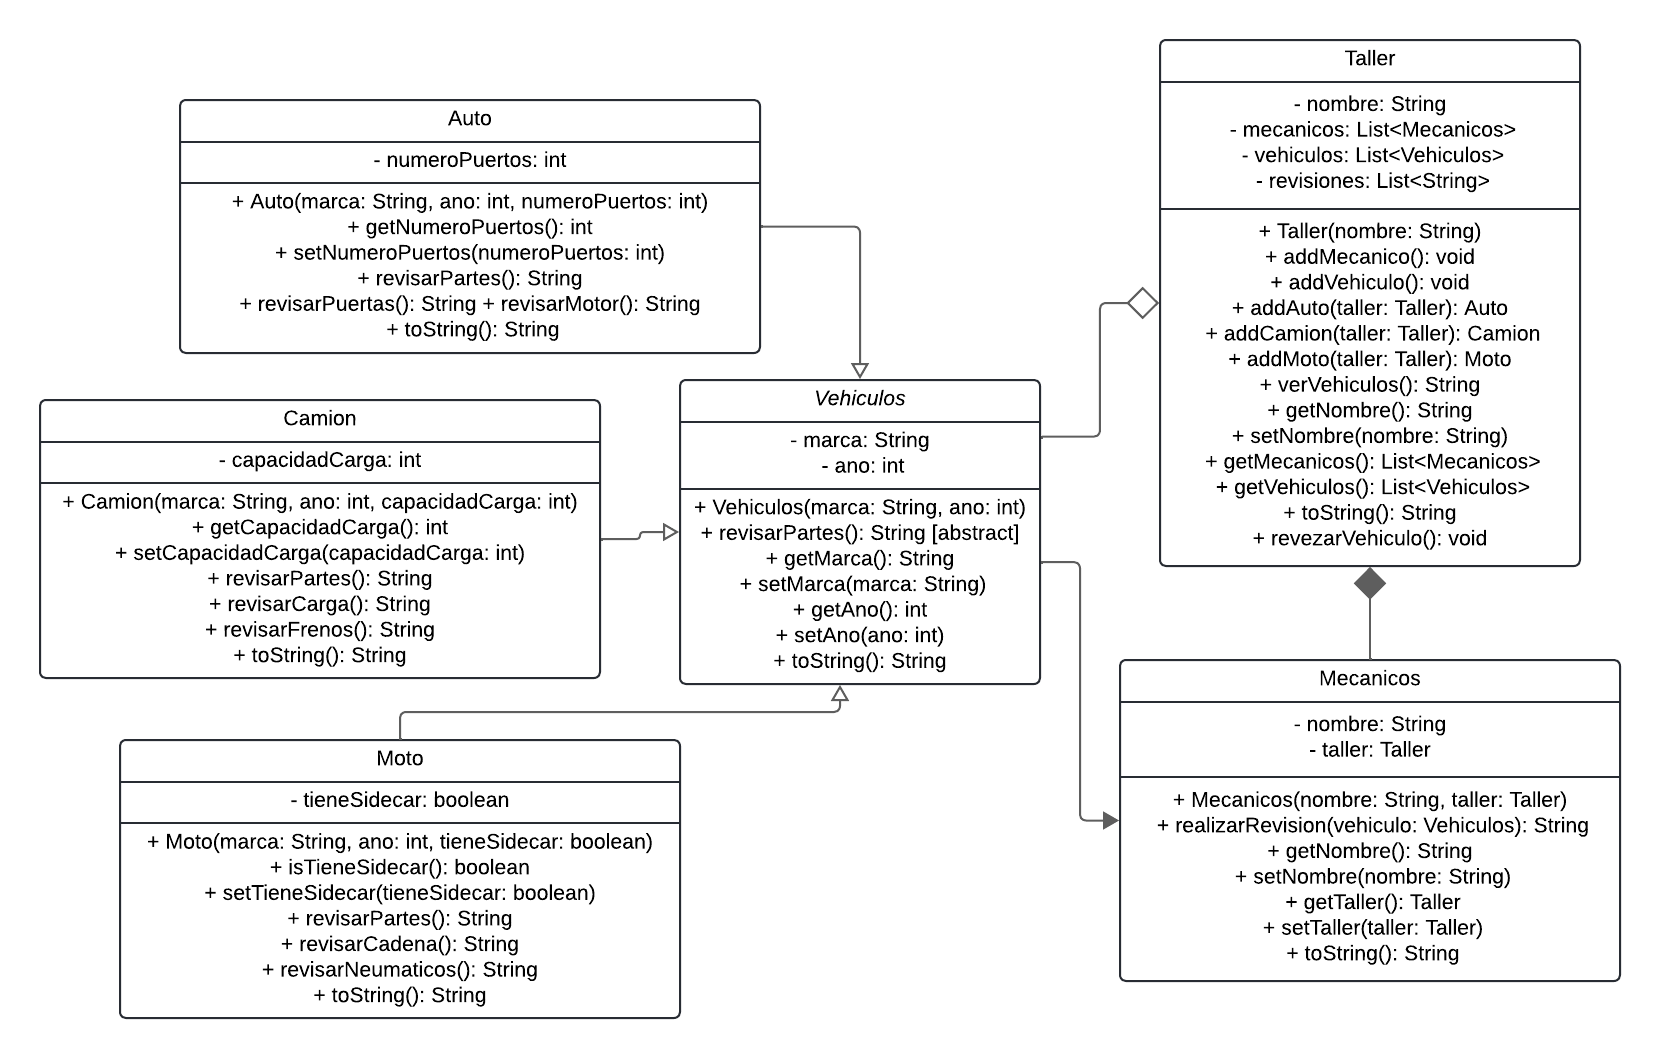 Auto
- numeroPuertos: int
+ Auto(marca: String, ano: int, numeroPuertos: int)
+ getNumeroPuertos(): int
+ setNumeroPuertos(numeroPuertos: int)
+ revisarPartes(): String
+ revisarPuertas(): String + revisarMotor(): String
+ toString(): String
Camion
- capacidadCarga: int
+ Camion(marca: String, ano: int, capacidadCarga: int)
+ getCapacidadCarga(): int
+ setCapacidadCarga(capacidadCarga: int)
+ revisarPartes(): String
+ revisarCarga(): String
+ revisarFrenos(): String
+ toString(): String
Moto
- tieneSidecar: boolean
+ Moto(marca: String, ano: int, tieneSidecar: boolean)
+ isTieneSidecar(): boolean
+ setTieneSidecar(tieneSidecar: boolean)
+ revisarPartes(): String
+ revisarCadena(): String
+ revisarNeumaticos(): String
+ toString(): String
Vehiculos
- marca: String
- ano: int
+ Vehiculos(marca: String, ano: int)
+ revisarPartes(): String [abstract]
+ getMarca(): String
+ setMarca(marca: String)
+ getAno(): int
+ setAno(ano: int)
+ toString(): String
Taller
- nombre: String
- mecanicos: List<Mecanicos>
- vehiculos: List<Vehiculos>
- revisiones: List<String>
+ Taller(nombre: String)
+ addMecanico(): void
+ addVehiculo(): void
+ addAuto(taller: Taller): Auto
+ addCamion(taller: Taller): Camion
+ addMoto(taller: Taller): Moto
+ verVehiculos(): String
+ getNombre(): String
+ setNombre(nombre: String)
+ getMecanicos(): List<Mecanicos>
+ getVehiculos(): List<Vehiculos>
+ toString(): String
+ revezarVehiculo(): void
Mecanicos
- nombre: String
- taller: Taller
+ Mecanicos(nombre: String, taller: Taller)
+ realizarRevision(vehiculo: Vehiculos): String
+ getNombre(): String
+ setNombre(nombre: String)
+ getTaller(): Taller
+ setTaller(taller: Taller)
+ toString(): String